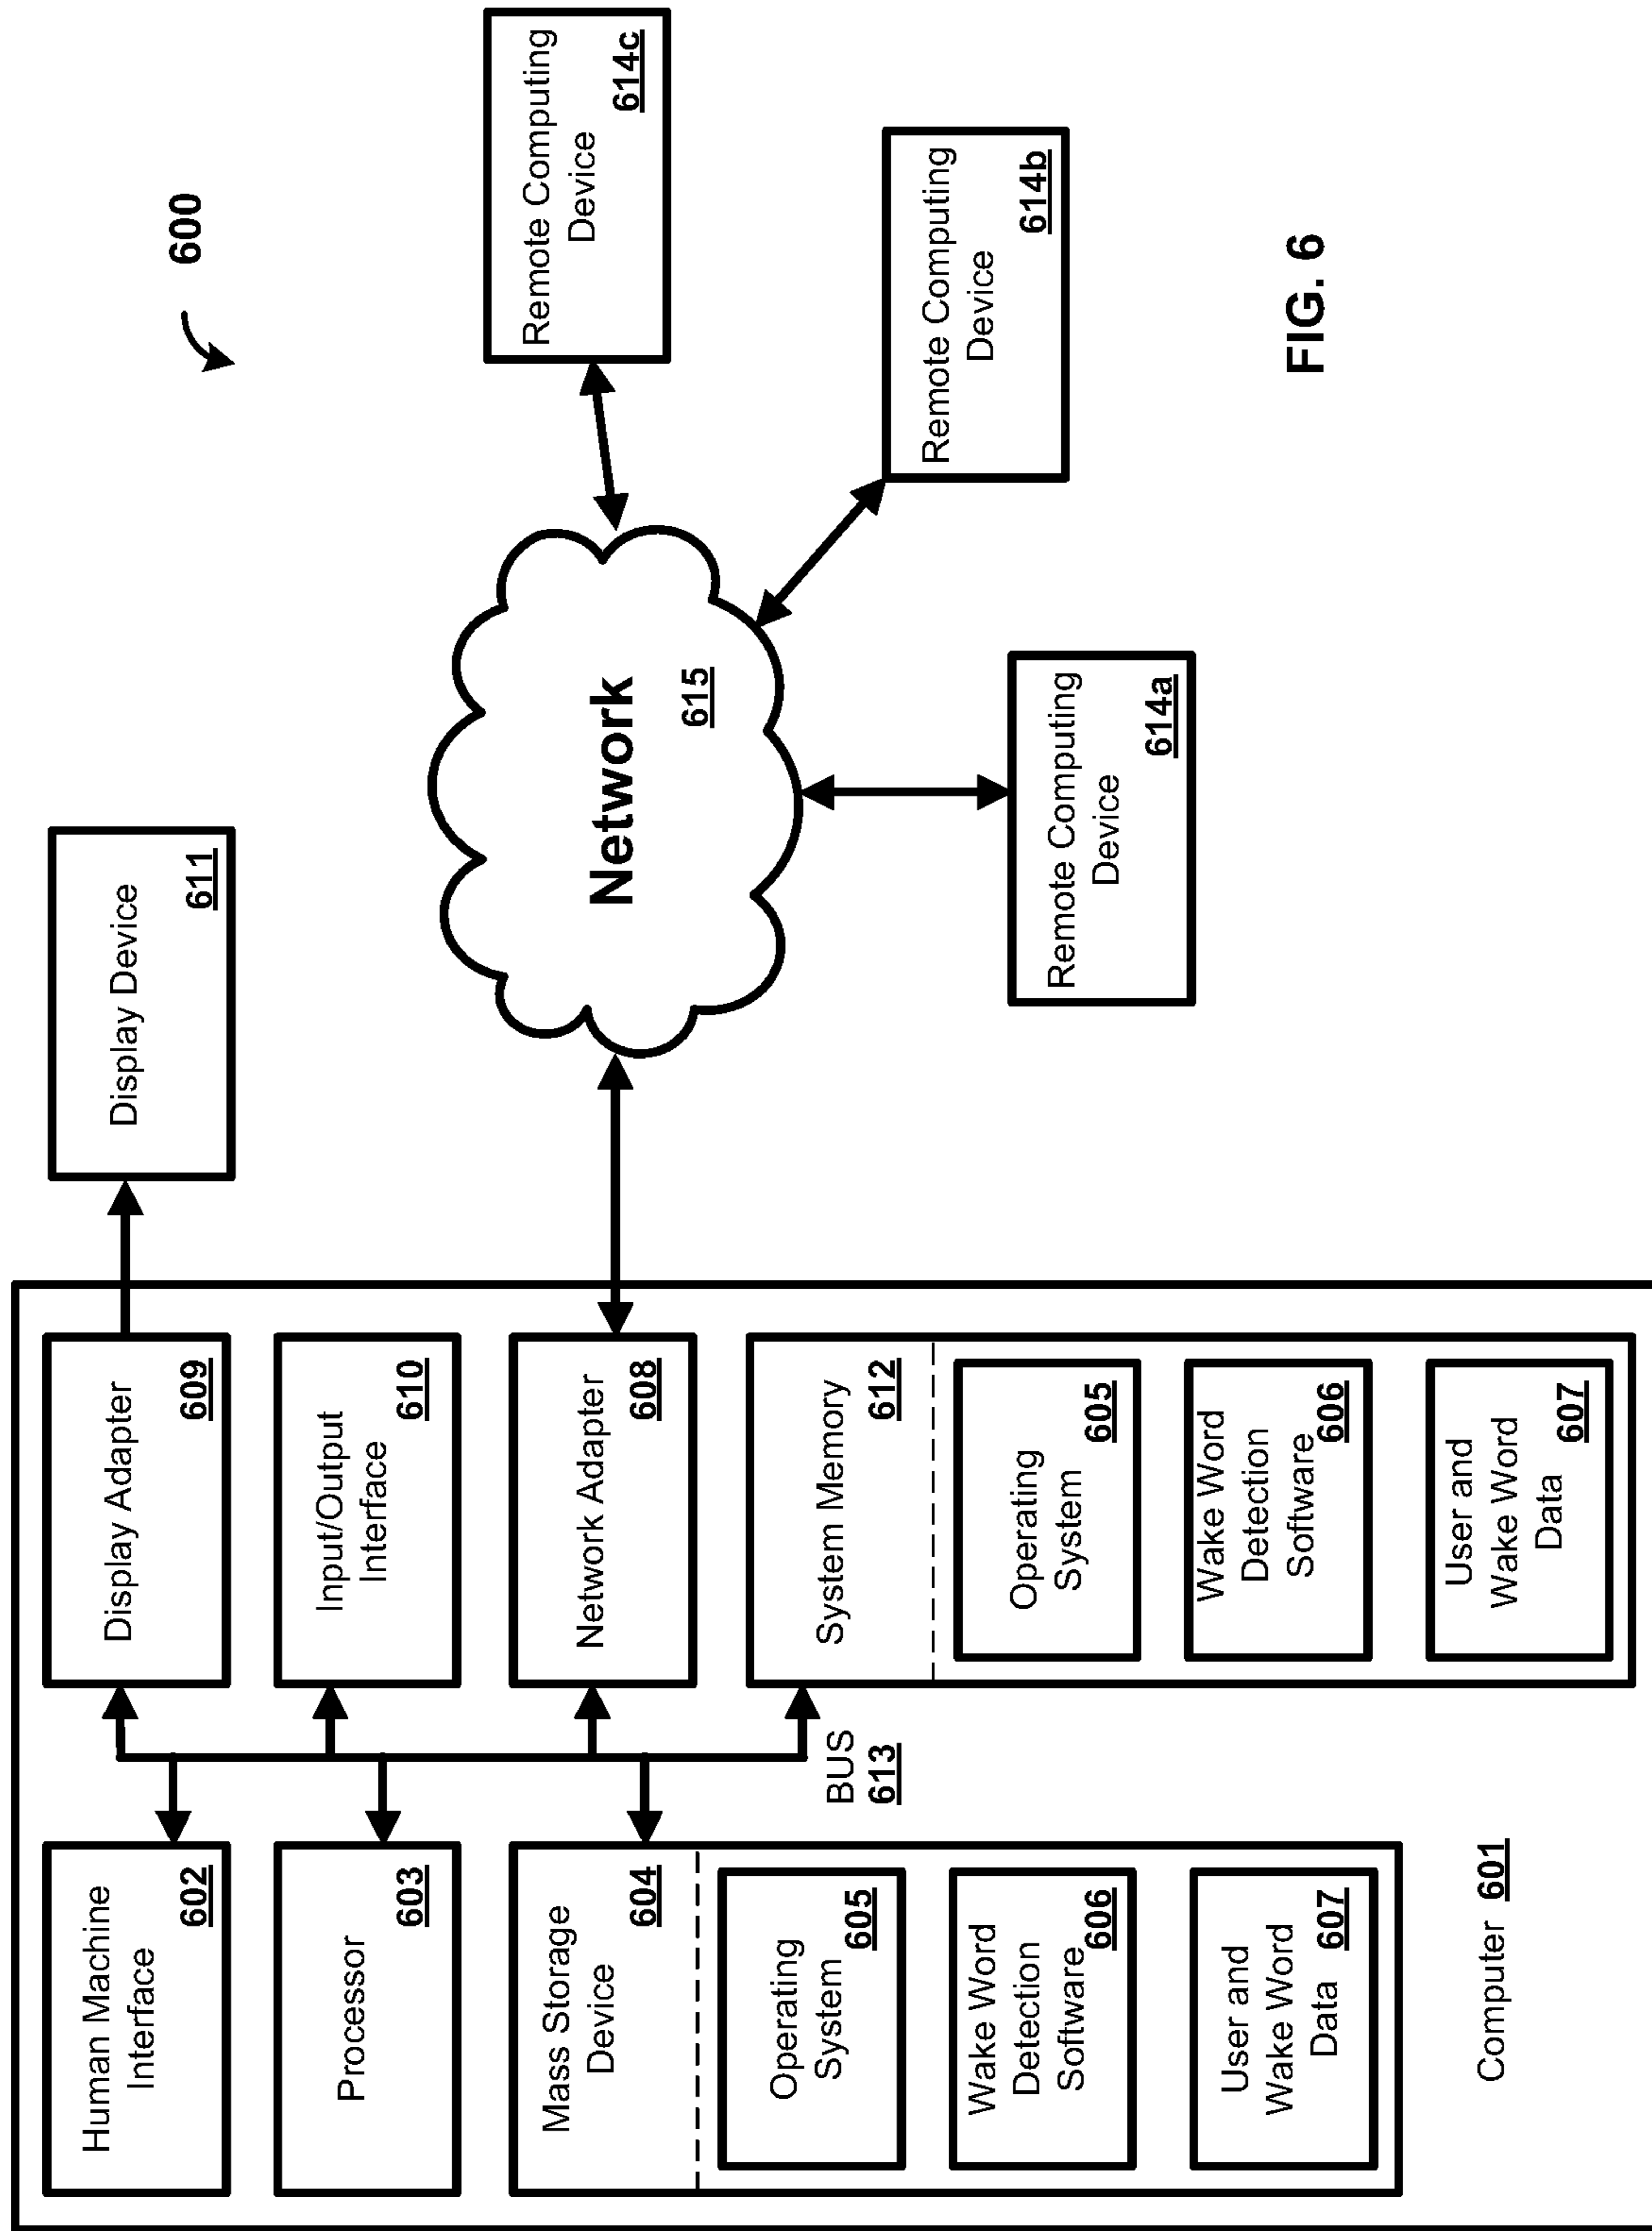 600
Human Machine
Interface
602
Processor
603
Mass Storage
Device
604
Operating
System
605
Wake Word
Detection
Software
606
User and
Wake Word
Data
607
Display Adapter
609
Input/Output
Interface
610
Network Adapter
608
System Memory
612
Operating
System
605
Wake Word
Detection
Software
606
User and
Wake Word
Data
607
BUS
613
Computer 601
Display Device
611
Network
615
Remote Computing
Device
614a
Remote Computing
Device
614b
Remote Computing
Device
614c
FIG. 6